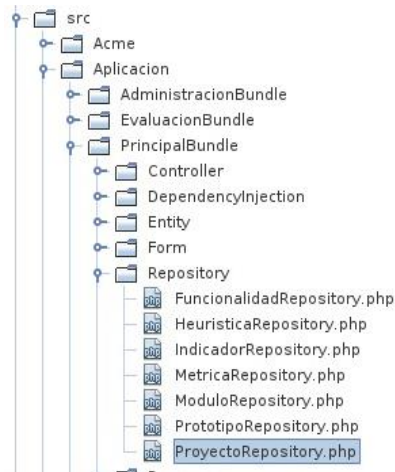 src
Acme
Aplicacion
AdministracionBundle
EvaluacionBundle
PrincipalBundle
Controller
DependencyInjection
Entity
Form
Repository
FuncionalidadRepository.php
HeuristicaRepository.php
IndicadorRepository.php
MetricaRepository.php
ModuloRepository.php
PrototipoRepository.php
ProyectoRepository.php